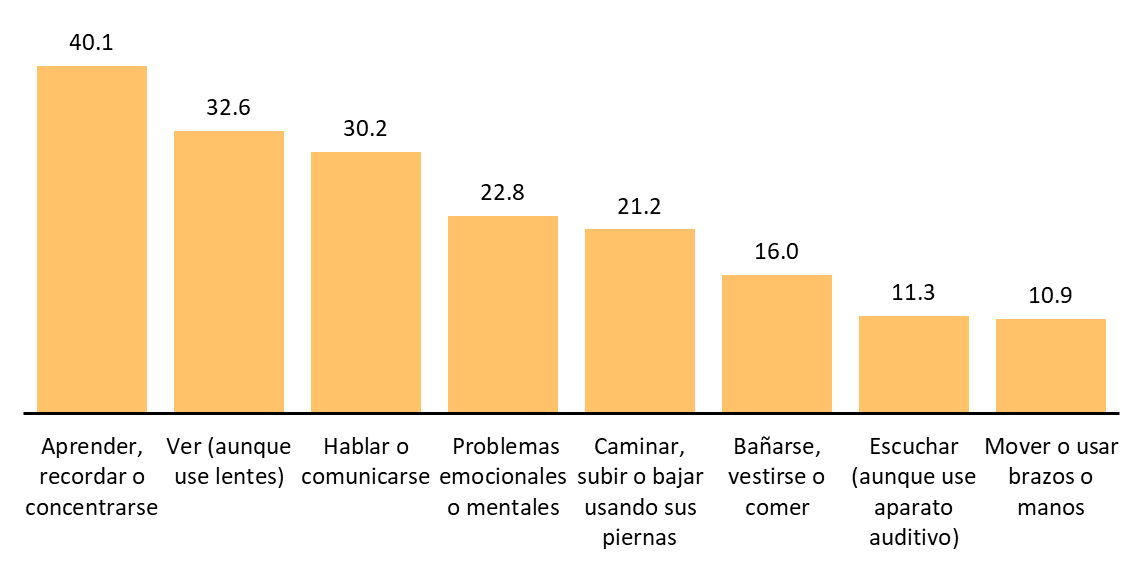 40.1
32.6
30.2
22.8
21.2
16.0
11.3
10.9
Aprender,
recordar o
concentrarse
Ver (aunque
use lentes)
Hablar o
comunicarse
Problemas
emocionales
o mentales
Caminar,
subir o bajar
usando sus
piernas
Bañarse,
vestirse o
comer
Escuchar
(aunque use
aparato
auditivo)
Mover o usar
brazos o
manos